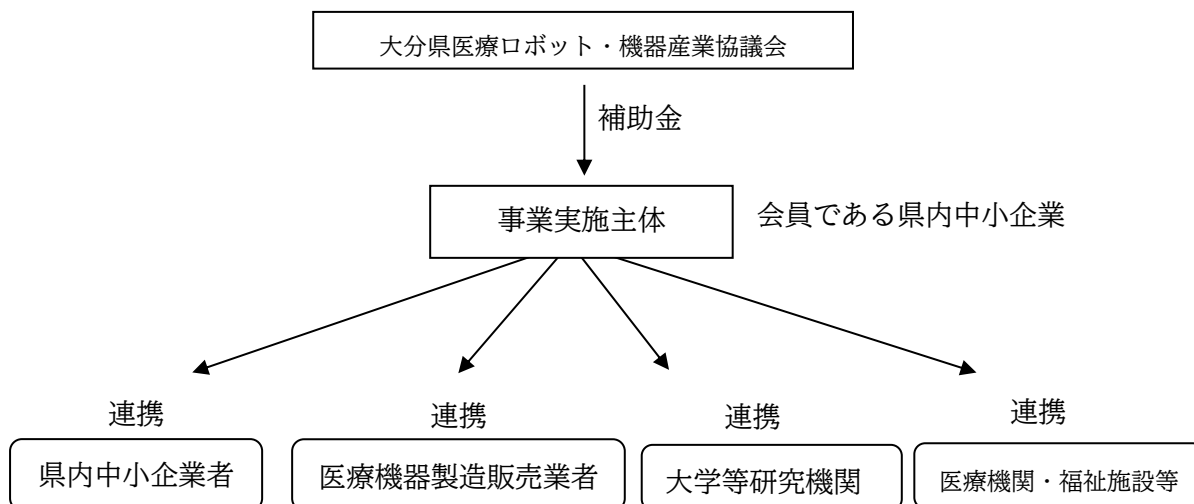 大分県医療ロボット・機器産業協議会
補助金
事業実施主体
会員である県内中小企業
連携
連携
連携
連携
県内中小企業者
医療機器製造販売業者
大学等研究機関
医療機関・福祉施設等